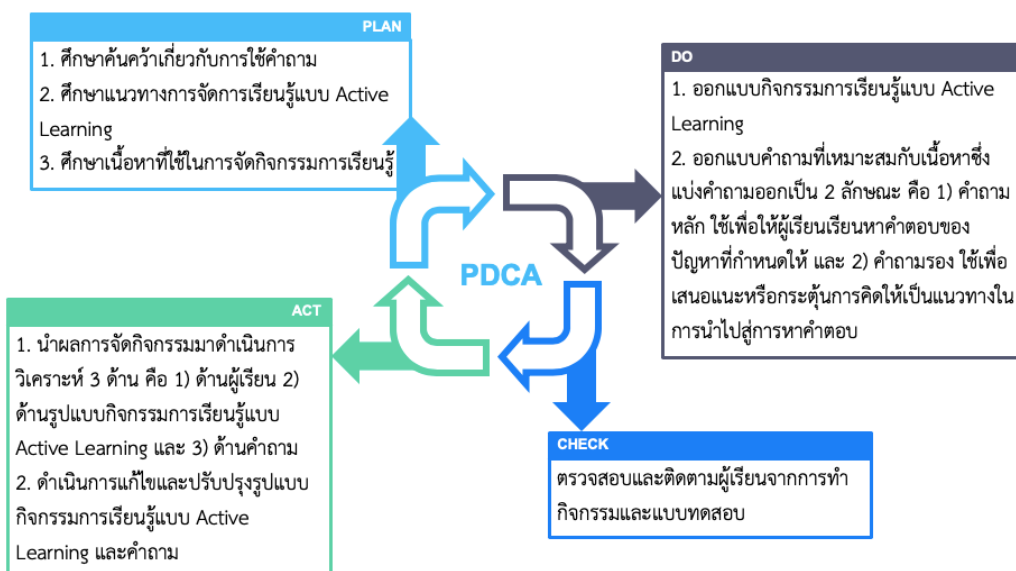 PLAN
1. ศึกษาค้นคว้าเกี่ยวกับการใช้คำถาม
2. ศึกษาแนวทางการจัดการเรียนรู้แบบ Active
Learning
3. ศึกษาเนื้อหาที่ใช้ในการจัดกิจกรรมการเรียนรู้
DO
1. ออกแบบกิจกรรมการเรียนรู้แบบ Active
Learning
2. ออกแบบคำถามที่เหมาะสมกับเนื้อหาซึ่ง
แบ่งคำถามออกเป็น 2 ลักษณะ คือ 1) คำถาม
หลัก ใช้เพื่อให้ผู้เรียนเรียนหาคำตอบของ
ปัญหาที่กำหนดให้ และ 2) คำถามรอง ใช้เพื่อ
เสนอแนะหรือกระตุ้นการคิดให้เป็นแนวทางใน
การนำไปสู่การหาคำตอบ
PDCA
ACT
1. นำผลการจัดกิจกรรมมาดำเนินการ
วิเคราะห์ 3 ด้าน คือ 1) ด้านผู้เรียน 2)
ด้านรูปแบบกิจกรรมการเรียนรู้แบบ
Active Learning และ 3) ด้านคำถาม
2. ดำเนินการแก้ไขและปรับปรุงรูปแบบ
กิจกรรมการเรียนรู้แบบ Active
Learning และคำถาม
CHECK
ตรวจสอบและติดตามผู้เรียนจากการทำ
กิจกรรมและแบบทดสอบ